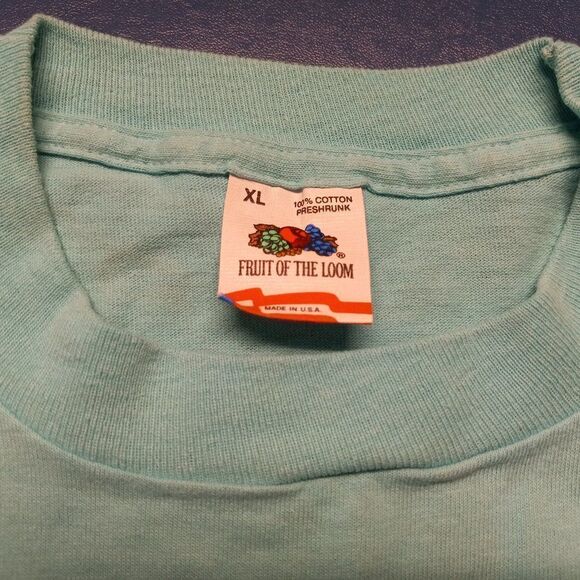 XL
100% COTTON
PRESHRUNK
®
FRUIT OF THE LOOM
MADE IN U.S.A.